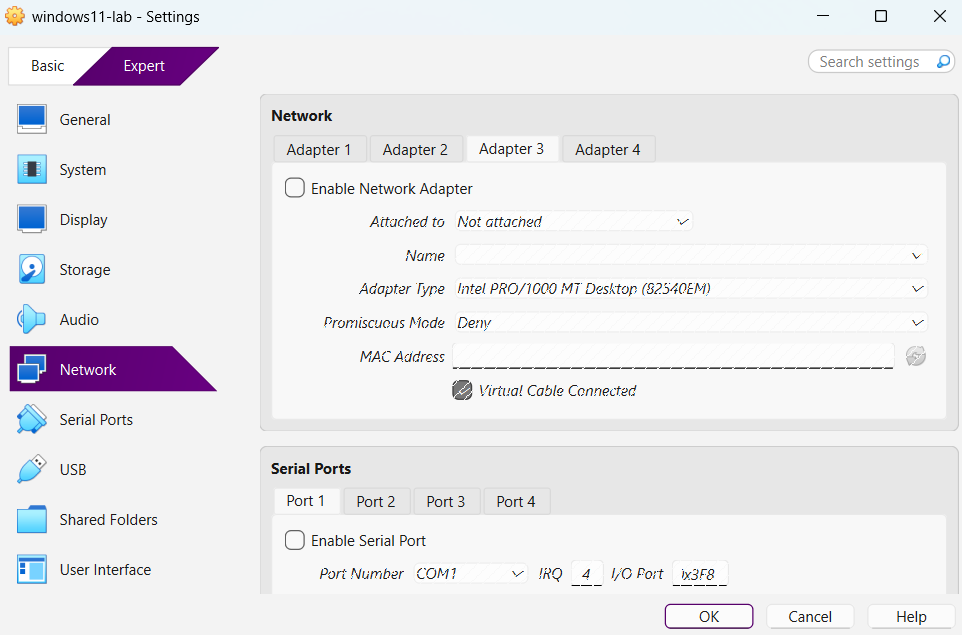 windows11-lab - Settings
Basic
Expert
Search settings
General
System
Display
Storage
Audio
Network
Serial Ports
USB
Shared Folders
User Interface
Network
Adapter 1
Adapter 2
Adapter 3
Adapter 4
Enable Network Adapter
Attached to Not attached
Name
Adapter Type Intel PRO/1000 MT Desktop (82540EM)
Promiscuous Mode Deny
MAC Address
Virtual Cable Connected
Serial Ports
Port 1
Port 2
Port 3
Port 4
Enable Serial Port
Port Number COM1 IRQ 4 I/O Port 0x3F8
OK
Cancel
Help